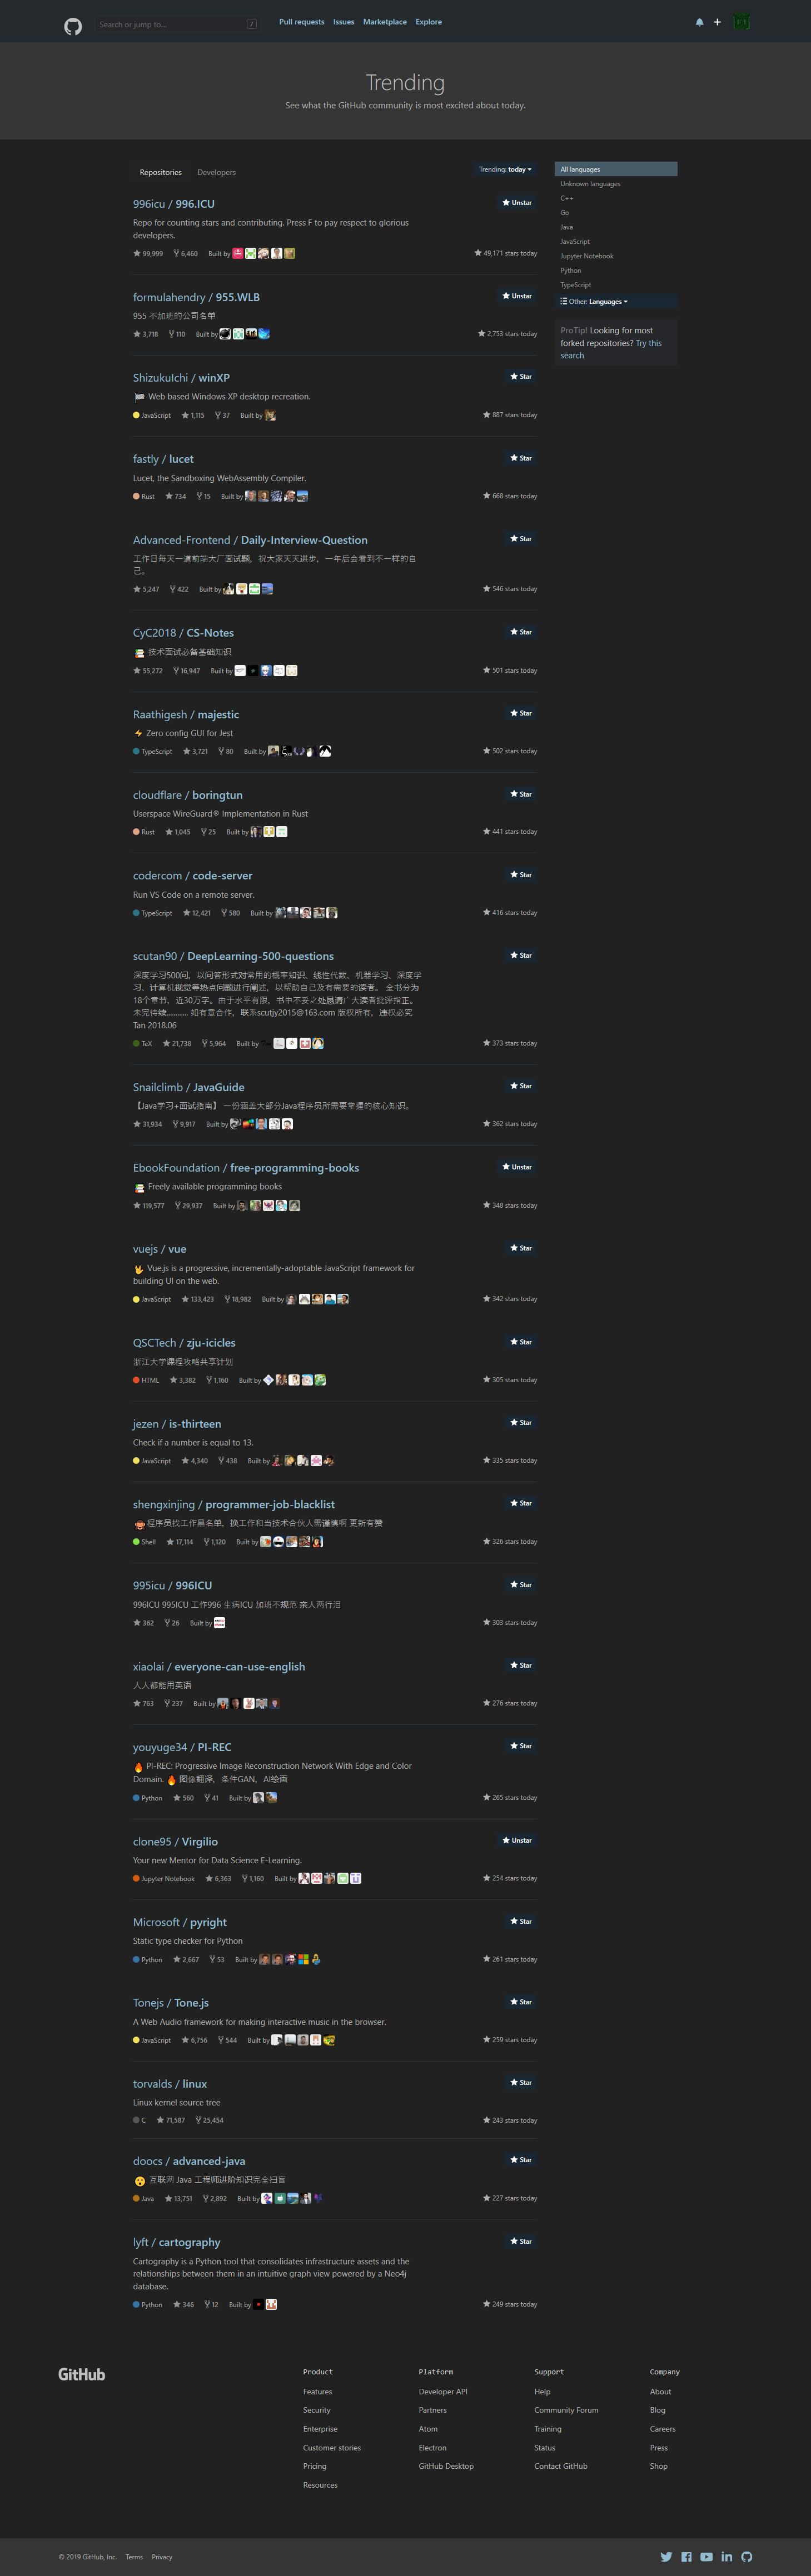 Search or jump to...
/
Pull requests Issues Marketplace Explore
Trending
See what the GitHub community is most excited about today.
Repositories Developers
Trending: today
996icu / 996.ICU
Unstar
Repo for counting stars and contributing. Press F to pay respect to glorious
developers.
99,999 6,460 Built by
49,171 stars today
formulahendry / 955.WLB
Unstar
955 不加班的公司名单
3,718 110 Built by
2,753 stars today
ShizukuIchi / winXP
Star
Web based Windows XP desktop recreation.
JavaScript 1,115 37 Built by
887 stars today
fastly / lucet
Star
Lucet, the Sandboxing WebAssembly Compiler.
Rust 734 15 Built by
668 stars today
Advanced-Frontend / Daily-Interview-Question
Star
工作日每天一道前端大厂面试题，祝大家天天进步，一年后会看到不一样的自
己。
5,247 422 Built by
546 stars today
CyC2018 / CS-Notes
Star
技术面试必备基础知识
55,272 16,947 Built by
501 stars today
Raathigesh / majestic
Star
Zero config GUI for Jest
TypeScript 3,721 80 Built by
502 stars today
cloudflare / boringtun
Star
Userspace WireGuard® Implementation in Rust
Rust 1,045 25 Built by
441 stars today
codercom / code-server
Star
Run VS Code on a remote server.
TypeScript 12,421 580 Built by
416 stars today
scutan90 / DeepLearning-500-questions
Star
深度学习500问，以问答形式对常用的概率知识、线性代数、机器学习、深度学
习、计算机视觉等热点问题进行阐述，以帮助自己及有需要的读者。 全书分为
18个章节，近30万字。由于水平有限，书中不妥之处恳请广大读者批评指正。
未完待续............ 如有意合作，联系scutjy2015@163.com 版权所有，违权必究
Tan 2018.06
TeX 21,738 5,964 Built by
373 stars today
Snailclimb / JavaGuide
Star
【Java学习+面试指南】 一份涵盖大部分Java程序员所需要掌握的核心知识。
31,934 9,917 Built by
362 stars today
EbookFoundation / free-programming-books
Unstar
Freely available programming books
119,577 29,937 Built by
348 stars today
vuejs / vue
Star
Vue.js is a progressive, incrementally-adoptable JavaScript framework for
building UI on the web.
JavaScript 133,423 18,982 Built by
342 stars today
QSCTech / zju-icicles
Star
浙江大学课程攻略共享计划
HTML 3,382 1,160 Built by
305 stars today
jezen / is-thirteen
Star
Check if a number is equal to 13.
JavaScript 4,340 438 Built by
335 stars today
shengxinjing / programmer-job-blacklist
Star
程序员找工作黑名单，换工作和当技术合伙人需谨慎啊 更新有赞
Shell 17,114 1,120 Built by
326 stars today
995icu / 996ICU
Star
996ICU 995ICU 工作996 生病ICU 加班不规范 亲人两行泪
362 26 Built by
303 stars today
xiaolai / everyone-can-use-english
Star
人人都能用英语
763 237 Built by
276 stars today
youyuge34 / PI-REC
Star
PI-REC: Progressive Image Reconstruction Network With Edge and Color
Domain. 图像翻译，条件GAN，AI绘画
Python 560 41 Built by
265 stars today
clone95 / Virgilio
Unstar
Your new Mentor for Data Science E-Learning.
Jupyter Notebook 6,363 1,160 Built by
254 stars today
Microsoft / pyright
Star
Static type checker for Python
Python 2,667 53 Built by
261 stars today
Tonejs / Tone.js
Star
A Web Audio framework for making interactive music in the browser.
JavaScript 6,756 544 Built by
259 stars today
torvalds / linux
Star
Linux kernel source tree
C 71,587 25,454
243 stars today
doocs / advanced-java
Star
互联网 Java 工程师进阶知识完全扫盲
Java 13,751 2,892 Built by
227 stars today
lyft / cartography
Star
Cartography is a Python tool that consolidates infrastructure assets and the
relationships between them in an intuitive graph view powered by a Neo4j
database.
Python 346 12 Built by
249 stars today
All languages
Unknown languages
C++
Go
Java
JavaScript
Jupyter Notebook
Python
TypeScript
Other: Languages
ProTip! Looking for most
forked repositories? Try this
search
GitHub
Product
Features
Security
Enterprise
Customer stories
Pricing
Resources
Platform
Developer API
Partners
Atom
Electron
GitHub Desktop
Support
Help
Community Forum
Training
Status
Contact GitHub
Company
About
Blog
Careers
Press
Shop
© 2019 GitHub, Inc. Terms Privacy